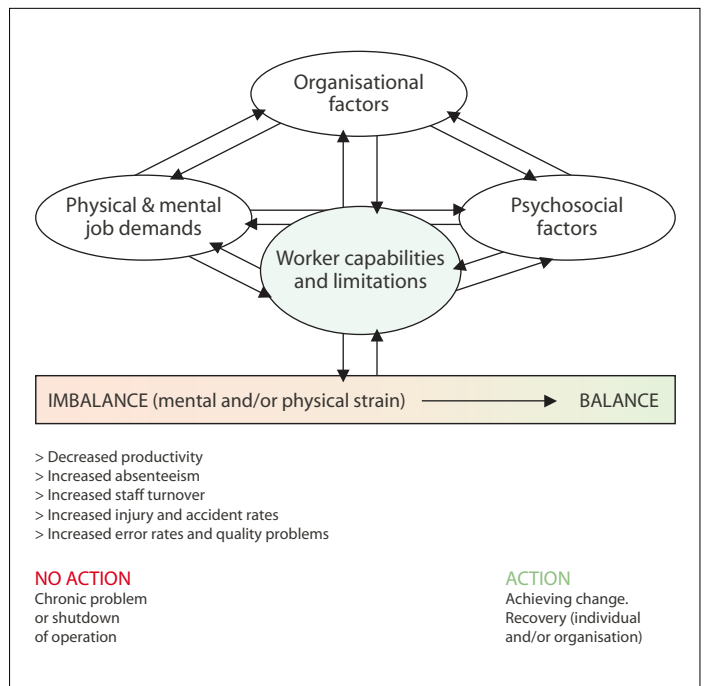 Organisational
factors
Physical & mental
job demands
Psychosocial
factors
Worker capabilities
and limitations
IMBALANCE (mental and/or physical strain)
BALANCE
> Decreased productivity
> Increased absenteeism
> Increased staff turnover
> Increased injury and accident rates
> Increased error rates and quality problems
NO ACTION
Chronic problem
or shutdown
of operation
ACTION
Achieving change.
Recovery (individual
and/or organisation)